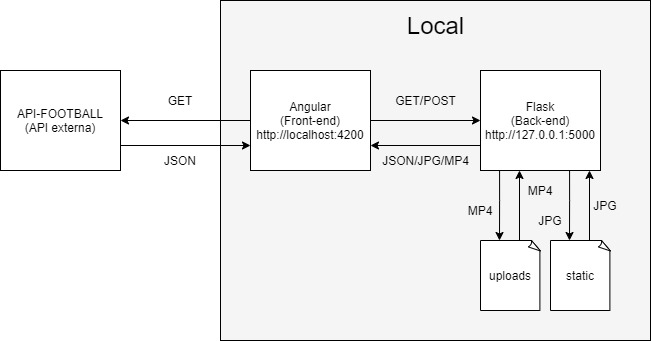 Local
API-FOOTBALL
(API externa)
GET
JSON
Angular
(Front-end)
http://localhost:4200
GET/POST
JSON/JPG/MP4
Flask
(Back-end)
http://127.0.0.1:5000
MP4
MP4
JPG
JPG
uploads
static